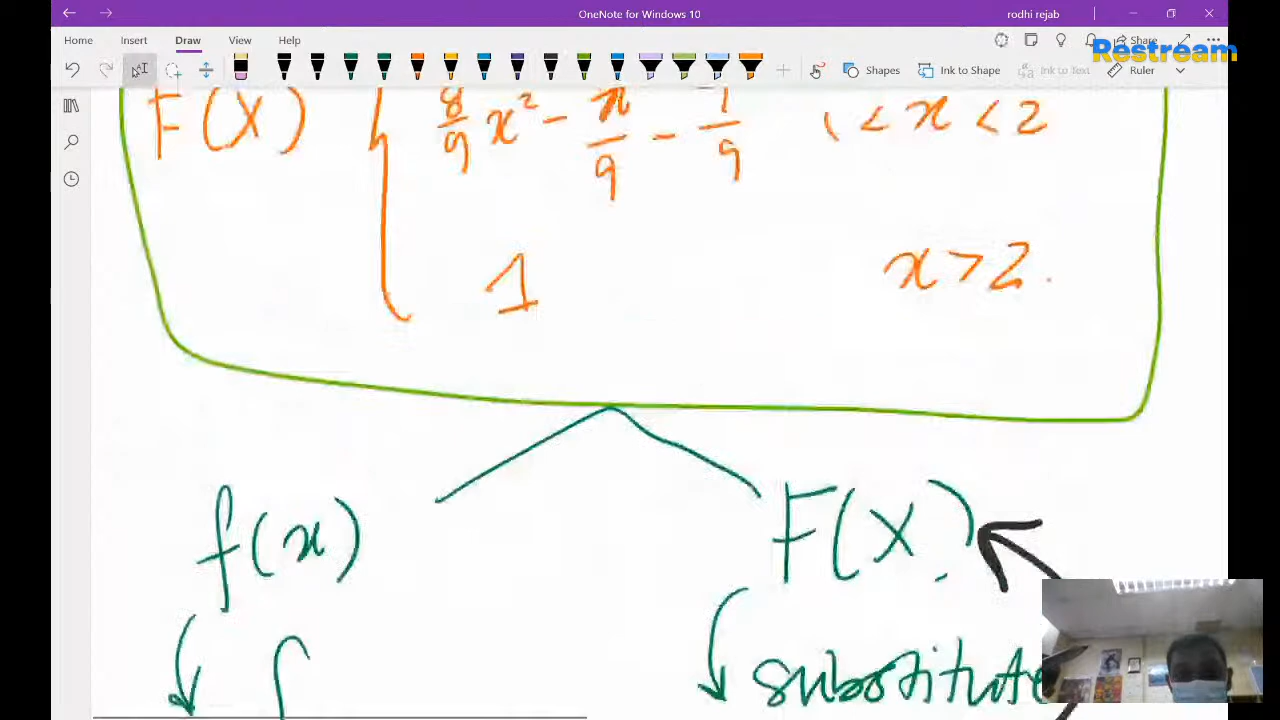 OneNote for Windows 10
rodhi rejab
Home Insert Draw View Help
Share
Restream
Shapes Ink to Shape Ink to Text Ruler
F(X) 8/9 x² - x/9 - 1/9 1 < x < 2
1 x > 2.
f(x) F(X)
∫ substitute